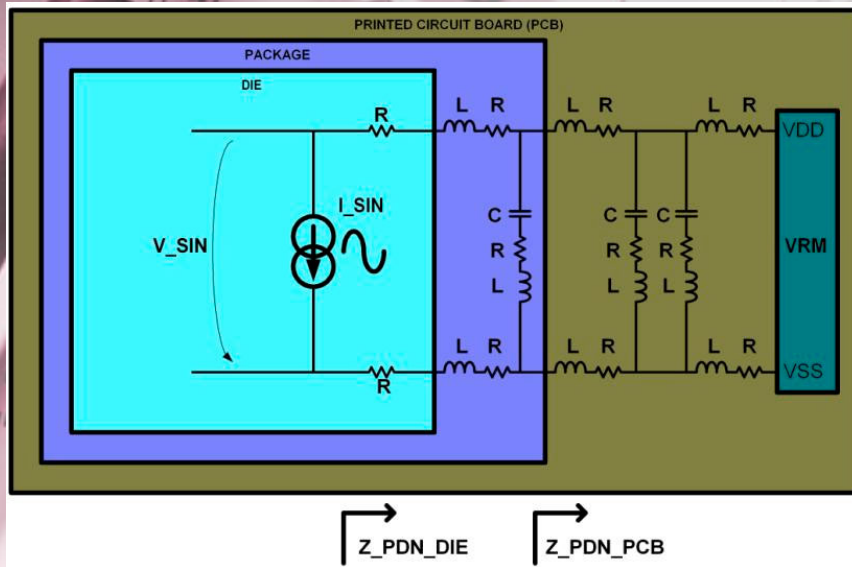 PRINTED CIRCUIT BOARD (PCB)
PACKAGE
DIE
R L R L R L R
VDD
I_SIN
V_SIN
C C C
R R R
L L L
VRM
L R L R L R
R
VSS
Z_PDN_DIE Z_PDN_PCB